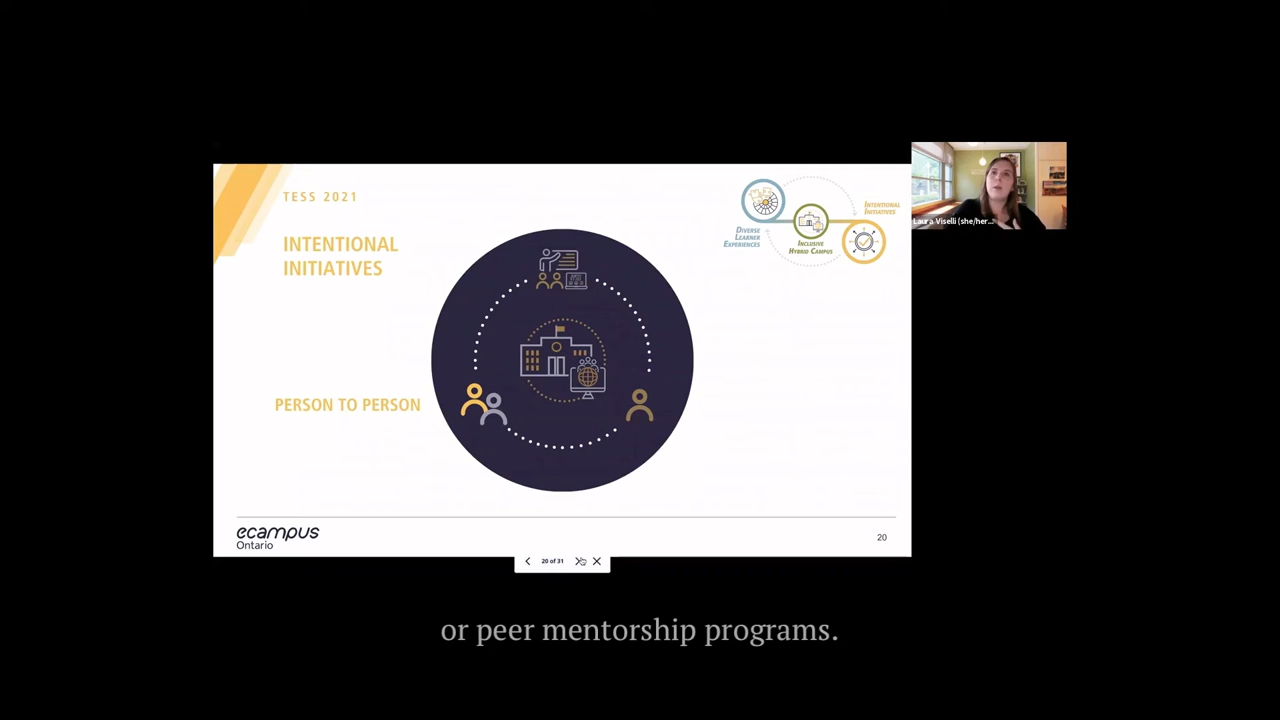 TESS 2021
INTENTIONAL
INITIATIVES
DIVERSE
LEARNER
EXPERIENCES
INCLUSIVE
HYBRID CAMPUS
INTENTIONAL
INITIATIVES
Laura Viselli (she/her...
PERSON TO PERSON
ecampus
Ontario
20
20 of 31
or peer mentorship programs.